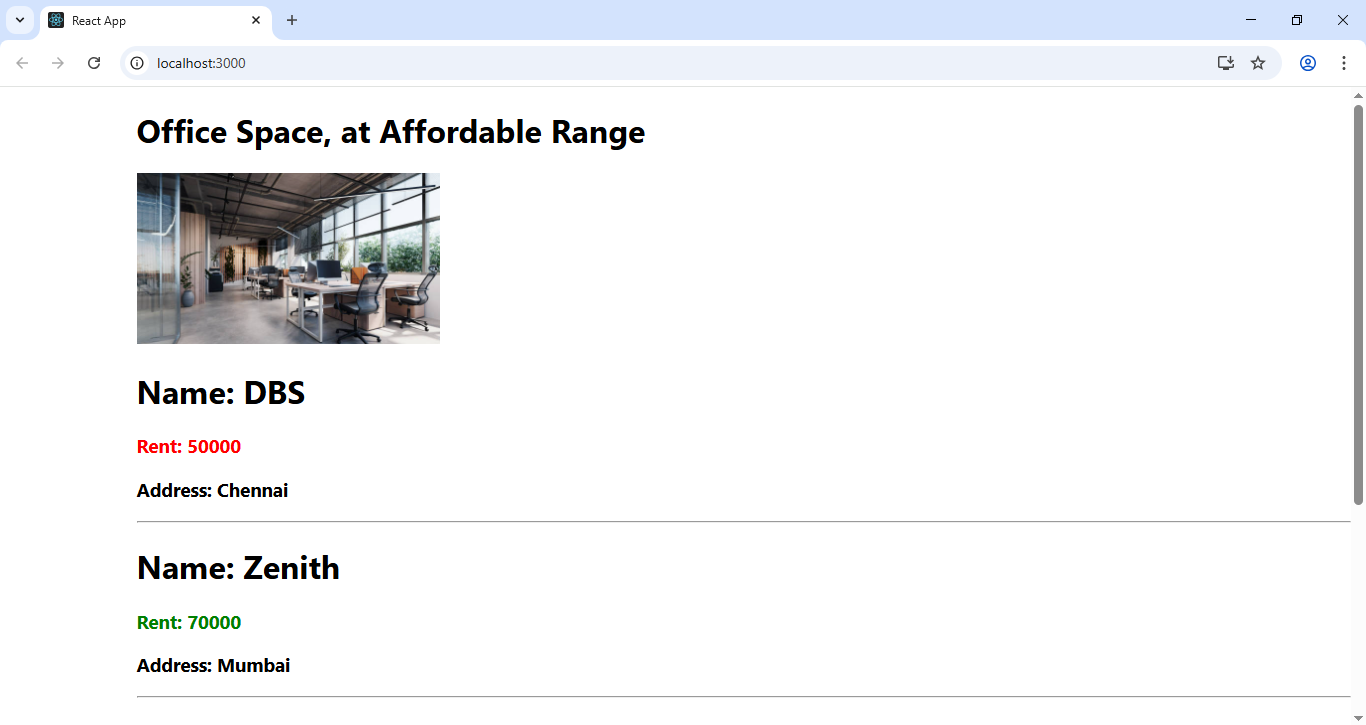 React App
localhost:3000
Office Space, at Affordable Range
Name: DBS
Rent: 50000
Address: Chennai
Name: Zenith
Rent: 70000
Address: Mumbai